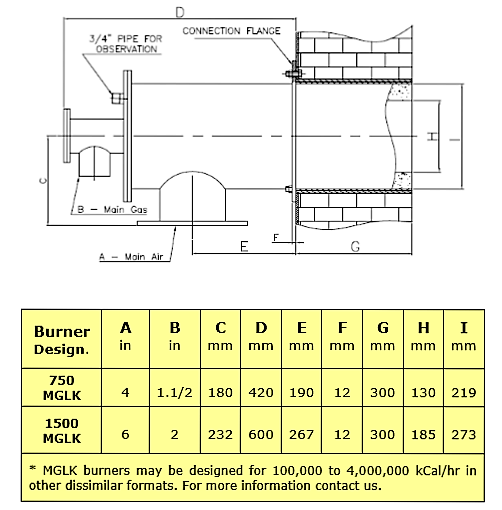 D
CONNECTION FLANGE
3/4" PIPE FOR
OBSERVATION
H
I
C
B – Main Gas
F
E
G
A – Main Air
Burner Design. A in B in C mm D mm E mm F mm G mm H mm I mm
750 MGLK 4 1.1/2 180 420 190 12 300 130 219
1500 MGLK 6 2 232 600 267 12 300 185 273
* MGLK burners may be designed for 100,000 to 4,000,000 kCal/hr in
other dissimilar formats. For more information contact us.